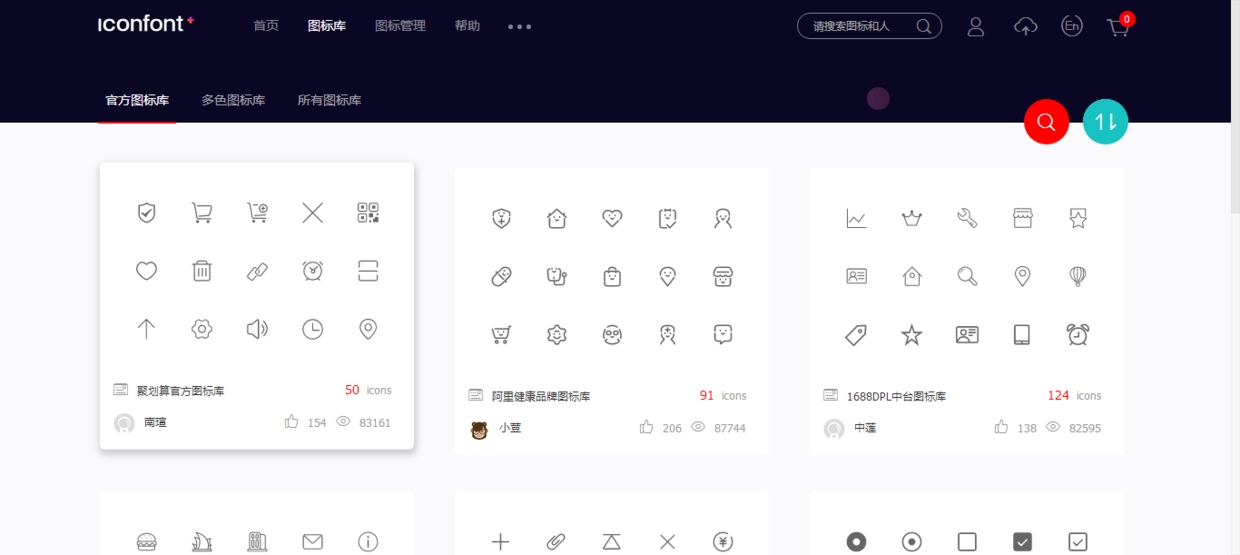 iconfont+
首页 图标库 图标管理 帮助 •••
请搜索图标和人
En
0
官方图标库 多色图标库 所有图标库
聚划算官方图标库 50 icons
南瑄 154 83161
阿里健康品牌图标库 91 icons
小荳 206 87744
1688DPL中台图标库 124 icons
中莲 138 82595